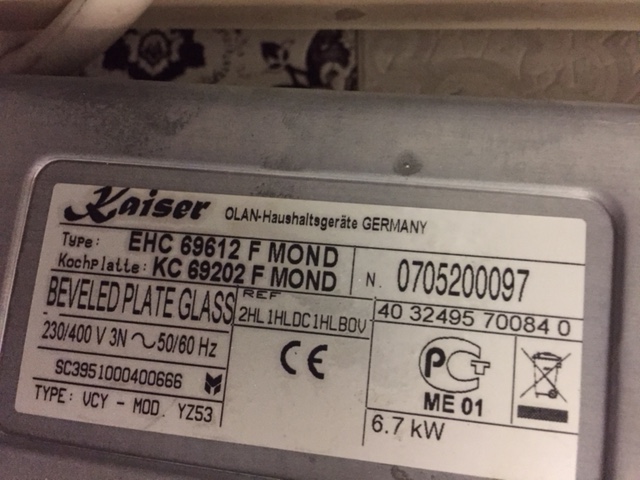 Kaiser OLAN-Haushaltsgeräte GERMANY
Type: EHC 69612 F MOND
Kochplatte: KC 69202 F MOND
N. 0705200097
BEVELED PLATE GLASS
REF
2HL1HLDC1HLBOV
40 32495 70084 0
230/400 V 3N ~ 50/60 Hz
CE
РСТ
ME 01
SC3951000400666
TYPE: VCY - MOD. YZ53
6.7 kW